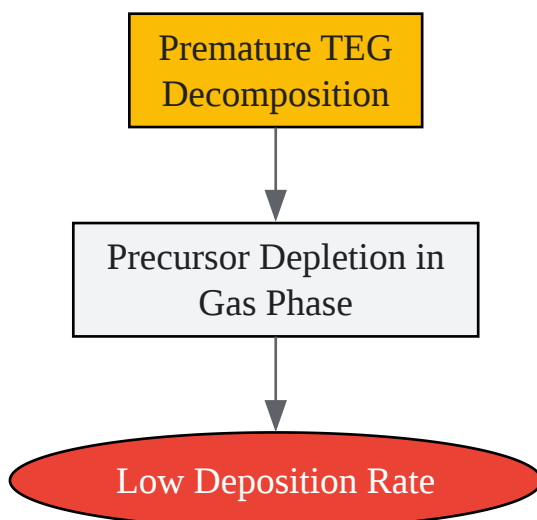 Premature TEG
Decomposition
Precursor Depletion in
Gas Phase
Low Deposition Rate